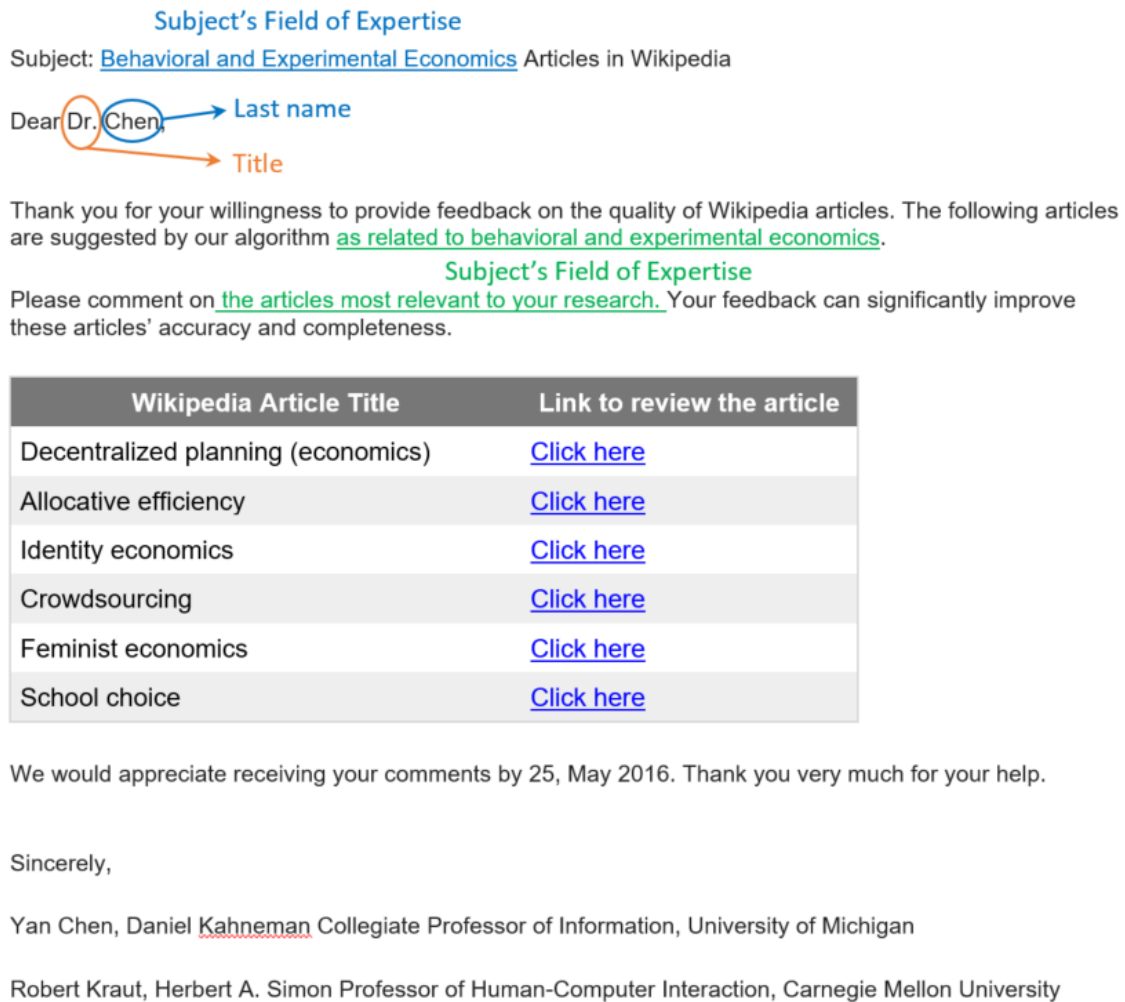 Subject's Field of Expertise
Subject: Behavioral and Experimental Economics Articles in Wikipedia
Dear Dr. Chen,
Last name
Title
Thank you for your willingness to provide feedback on the quality of Wikipedia articles. The following articles
are suggested by our algorithm as related to behavioral and experimental economics.
Subject's Field of Expertise
Please comment on the articles most relevant to your research. Your feedback can significantly improve
these articles' accuracy and completeness.
Wikipedia Article Title Link to review the article
Decentralized planning (economics) Click here
Allocative efficiency Click here
Identity economics Click here
Crowdsourcing Click here
Feminist economics Click here
School choice Click here
We would appreciate receiving your comments by 25, May 2016. Thank you very much for your help.
Sincerely,
Yan Chen, Daniel Kahneman Collegiate Professor of Information, University of Michigan
Robert Kraut, Herbert A. Simon Professor of Human-Computer Interaction, Carnegie Mellon University